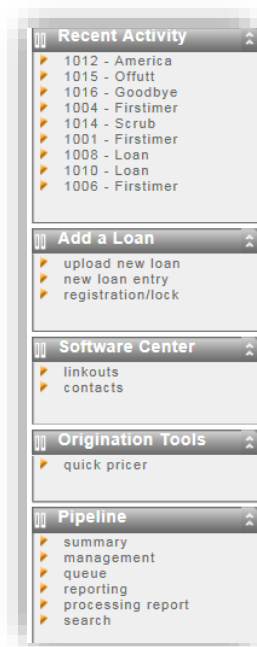 Recent Activity
1012 - America
1015 - Offutt
1016 - Goodbye
1004 - Firstimer
1014 - Scrub
1001 - Firstimer
1008 - Loan
1010 - Loan
1006 - Firstimer
Add a Loan
upload new loan
new loan entry
registration/lock
Software Center
linkouts
contacts
Origination Tools
quick pricer
Pipeline
summary
management
queue
reporting
processing report
search